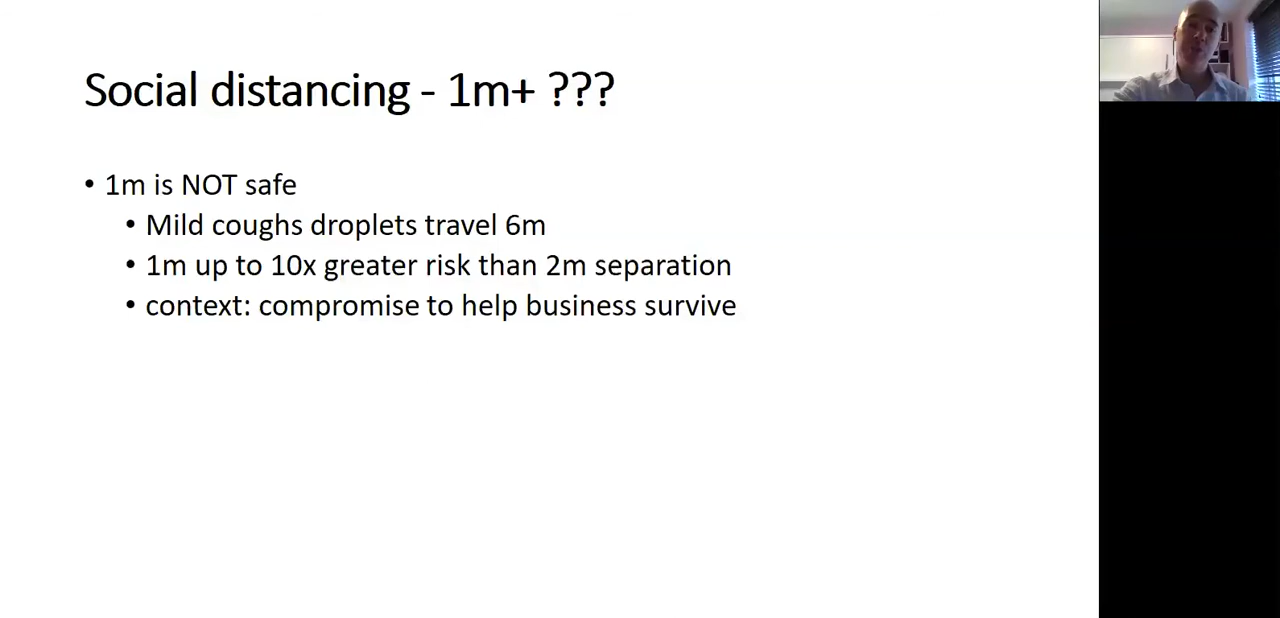 Social distancing - 1m+ ???
• 1m is NOT safe
• Mild coughs droplets travel 6m
• 1m up to 10x greater risk than 2m separation
• context: compromise to help business survive